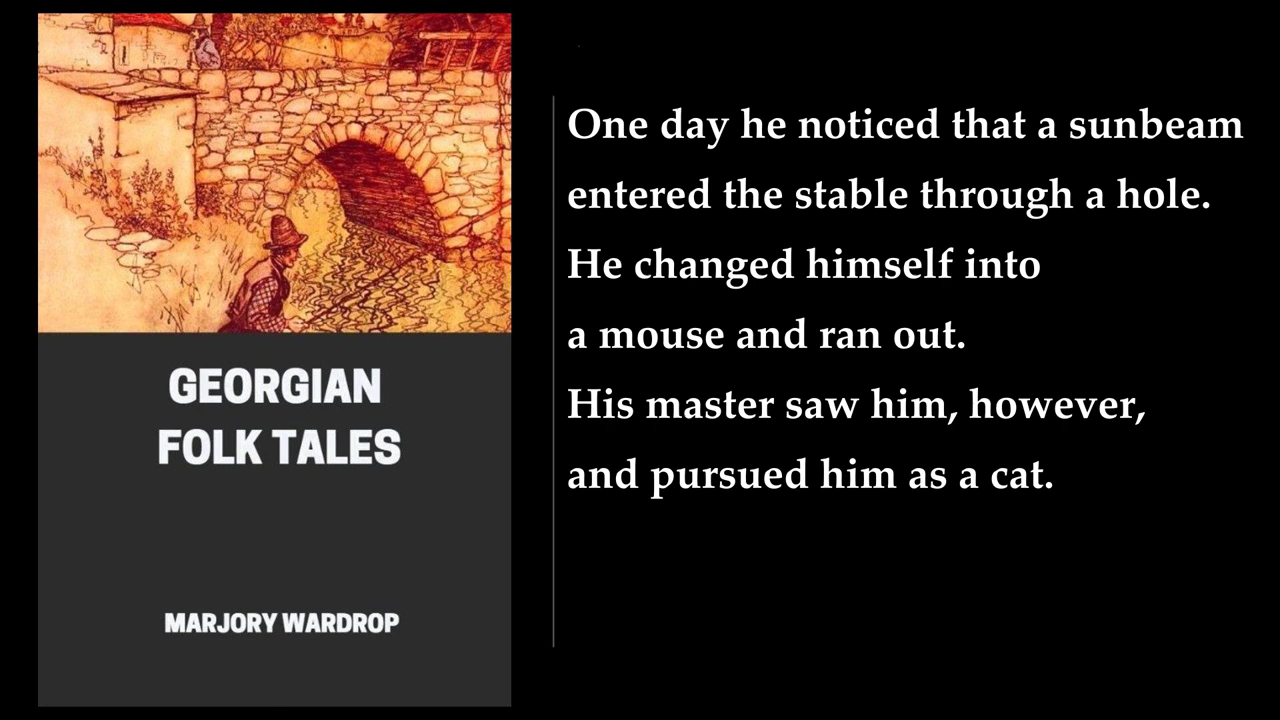 GEORGIAN
FOLK TALES
MARJORY WARDROP
One day he noticed that a sunbeam
entered the stable through a hole.
He changed himself into
a mouse and ran out.
His master saw him, however,
and pursued him as a cat.